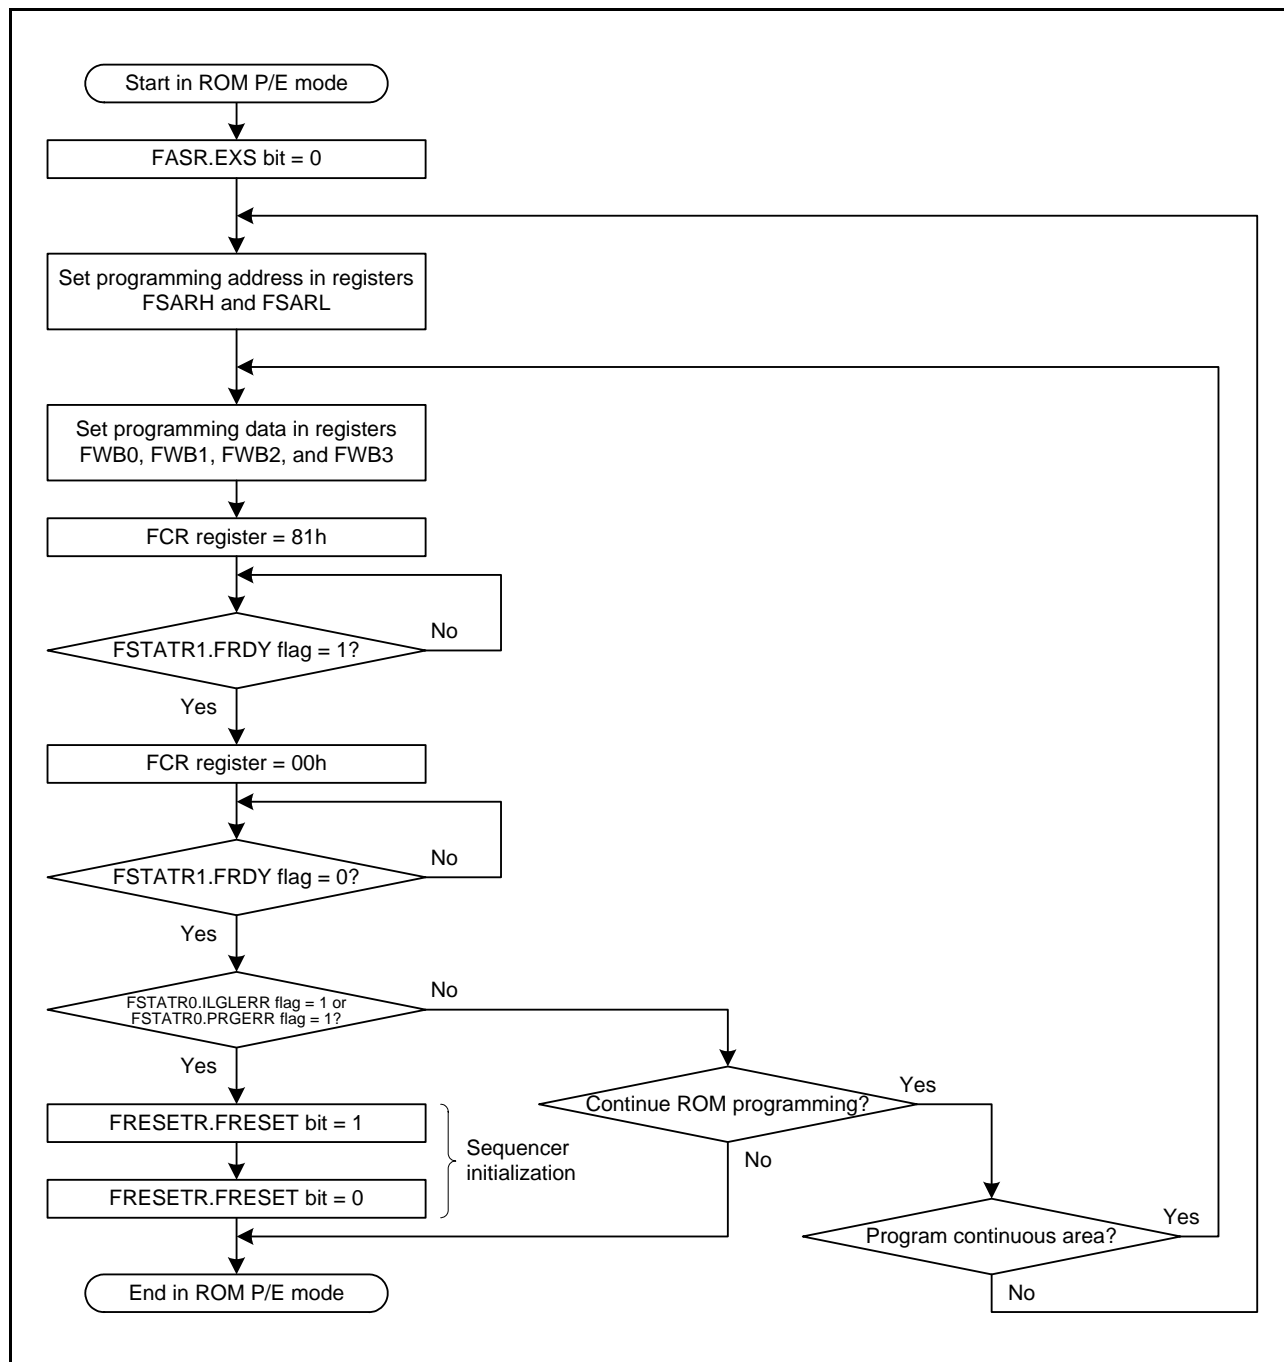 Start in ROM P/E mode
FASR.EXS bit = 0
Set programming address in registers
FSARH and FSARL
Set programming data in registers
FWB0, FWB1, FWB2, and FWB3
FCR register = 81h
FSTATR1.FRDY flag = 1?
No
Yes
FCR register = 00h
FSTATR1.FRDY flag = 0?
No
Yes
FSTATR0.ILGLERR flag = 1 or
FSTATR0.PRGERR flag = 1?
No
Yes
Continue ROM programming?
Yes
No
FRESETR.FRESET bit = 1
FRESETR.FRESET bit = 0
Sequencer
initialization
Program continuous area?
Yes
No
End in ROM P/E mode